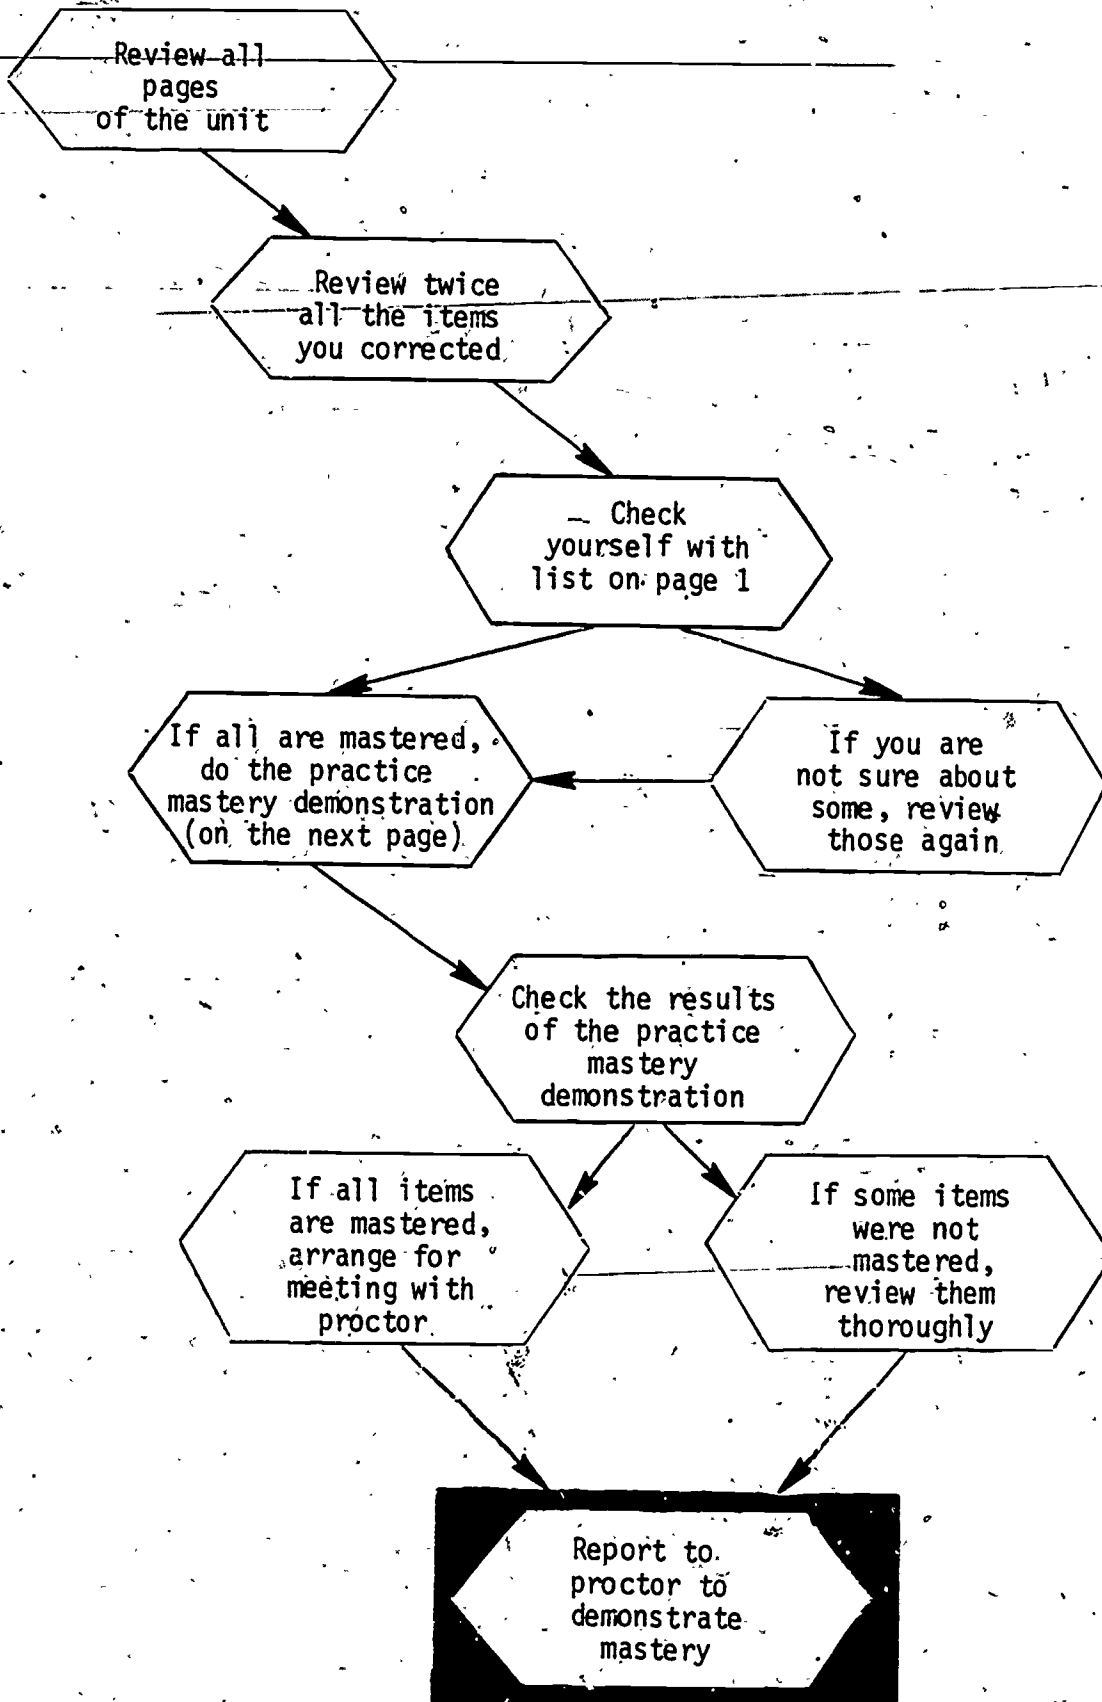 Review all
pages
of the unit
Review twice
all the items
you corrected
Check
yourself with
list on page 1
If all are mastered,
do the practice
mastery demonstration
(on the next page)
If you are
not sure about
some, review
those again
Check the results
of the practice
mastery
demonstration
If all items
are mastered,
arrange for
meeting with
proctor
If some items
were not
mastered,
review them
thoroughly
Report to
proctor to
demonstrate
mastery